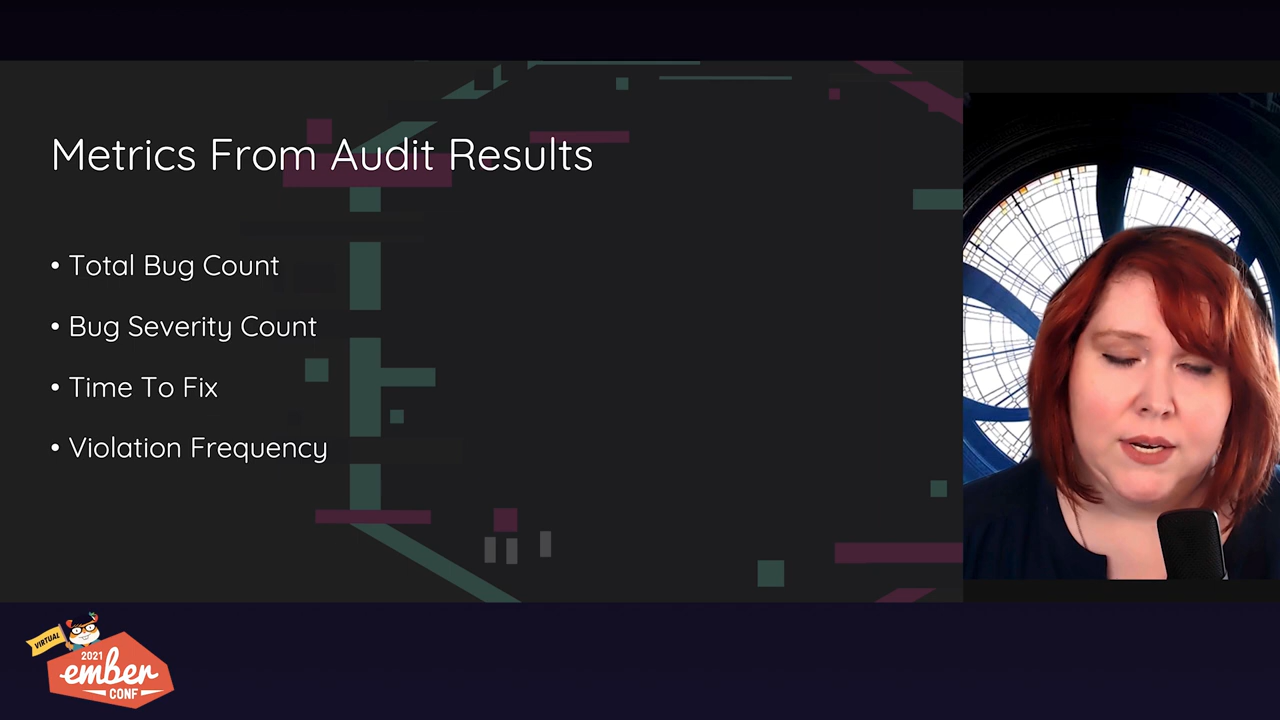 Metrics From Audit Results
• Total Bug Count
• Bug Severity Count
• Time To Fix
• Violation Frequency
VIRTUAL
2021
ember
CONF